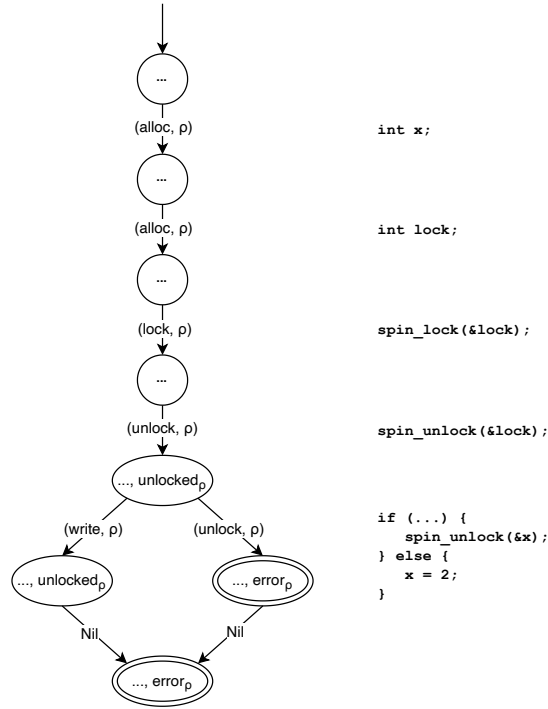 ...
(alloc, ρ)
int x;
...
(alloc, ρ)
int lock;
...
(lock, ρ)
spin_lock(&lock);
...
(unlock, ρ)
spin_unlock(&lock);
..., unlockedρ
(write, ρ)
(unlock, ρ)
if (...) {
spin_unlock(&x);
} else {
x = 2;
}
..., unlockedρ
..., errorρ
Nil
Nil
..., errorρ